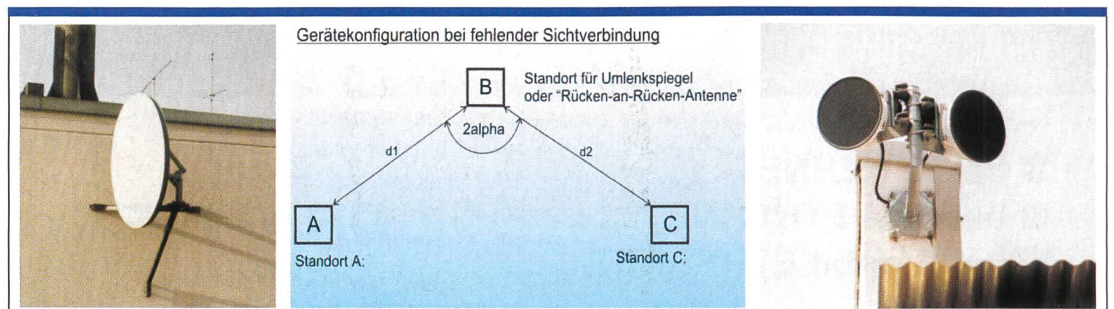 Gerätekonfiguration bei fehlender Sichtverbindung
B
Standort für Umlenkspiegel
oder "Rücken-an-Rücken-Antenne"
2alpha
d1
d2
A
C
Standort A:
Standort C: